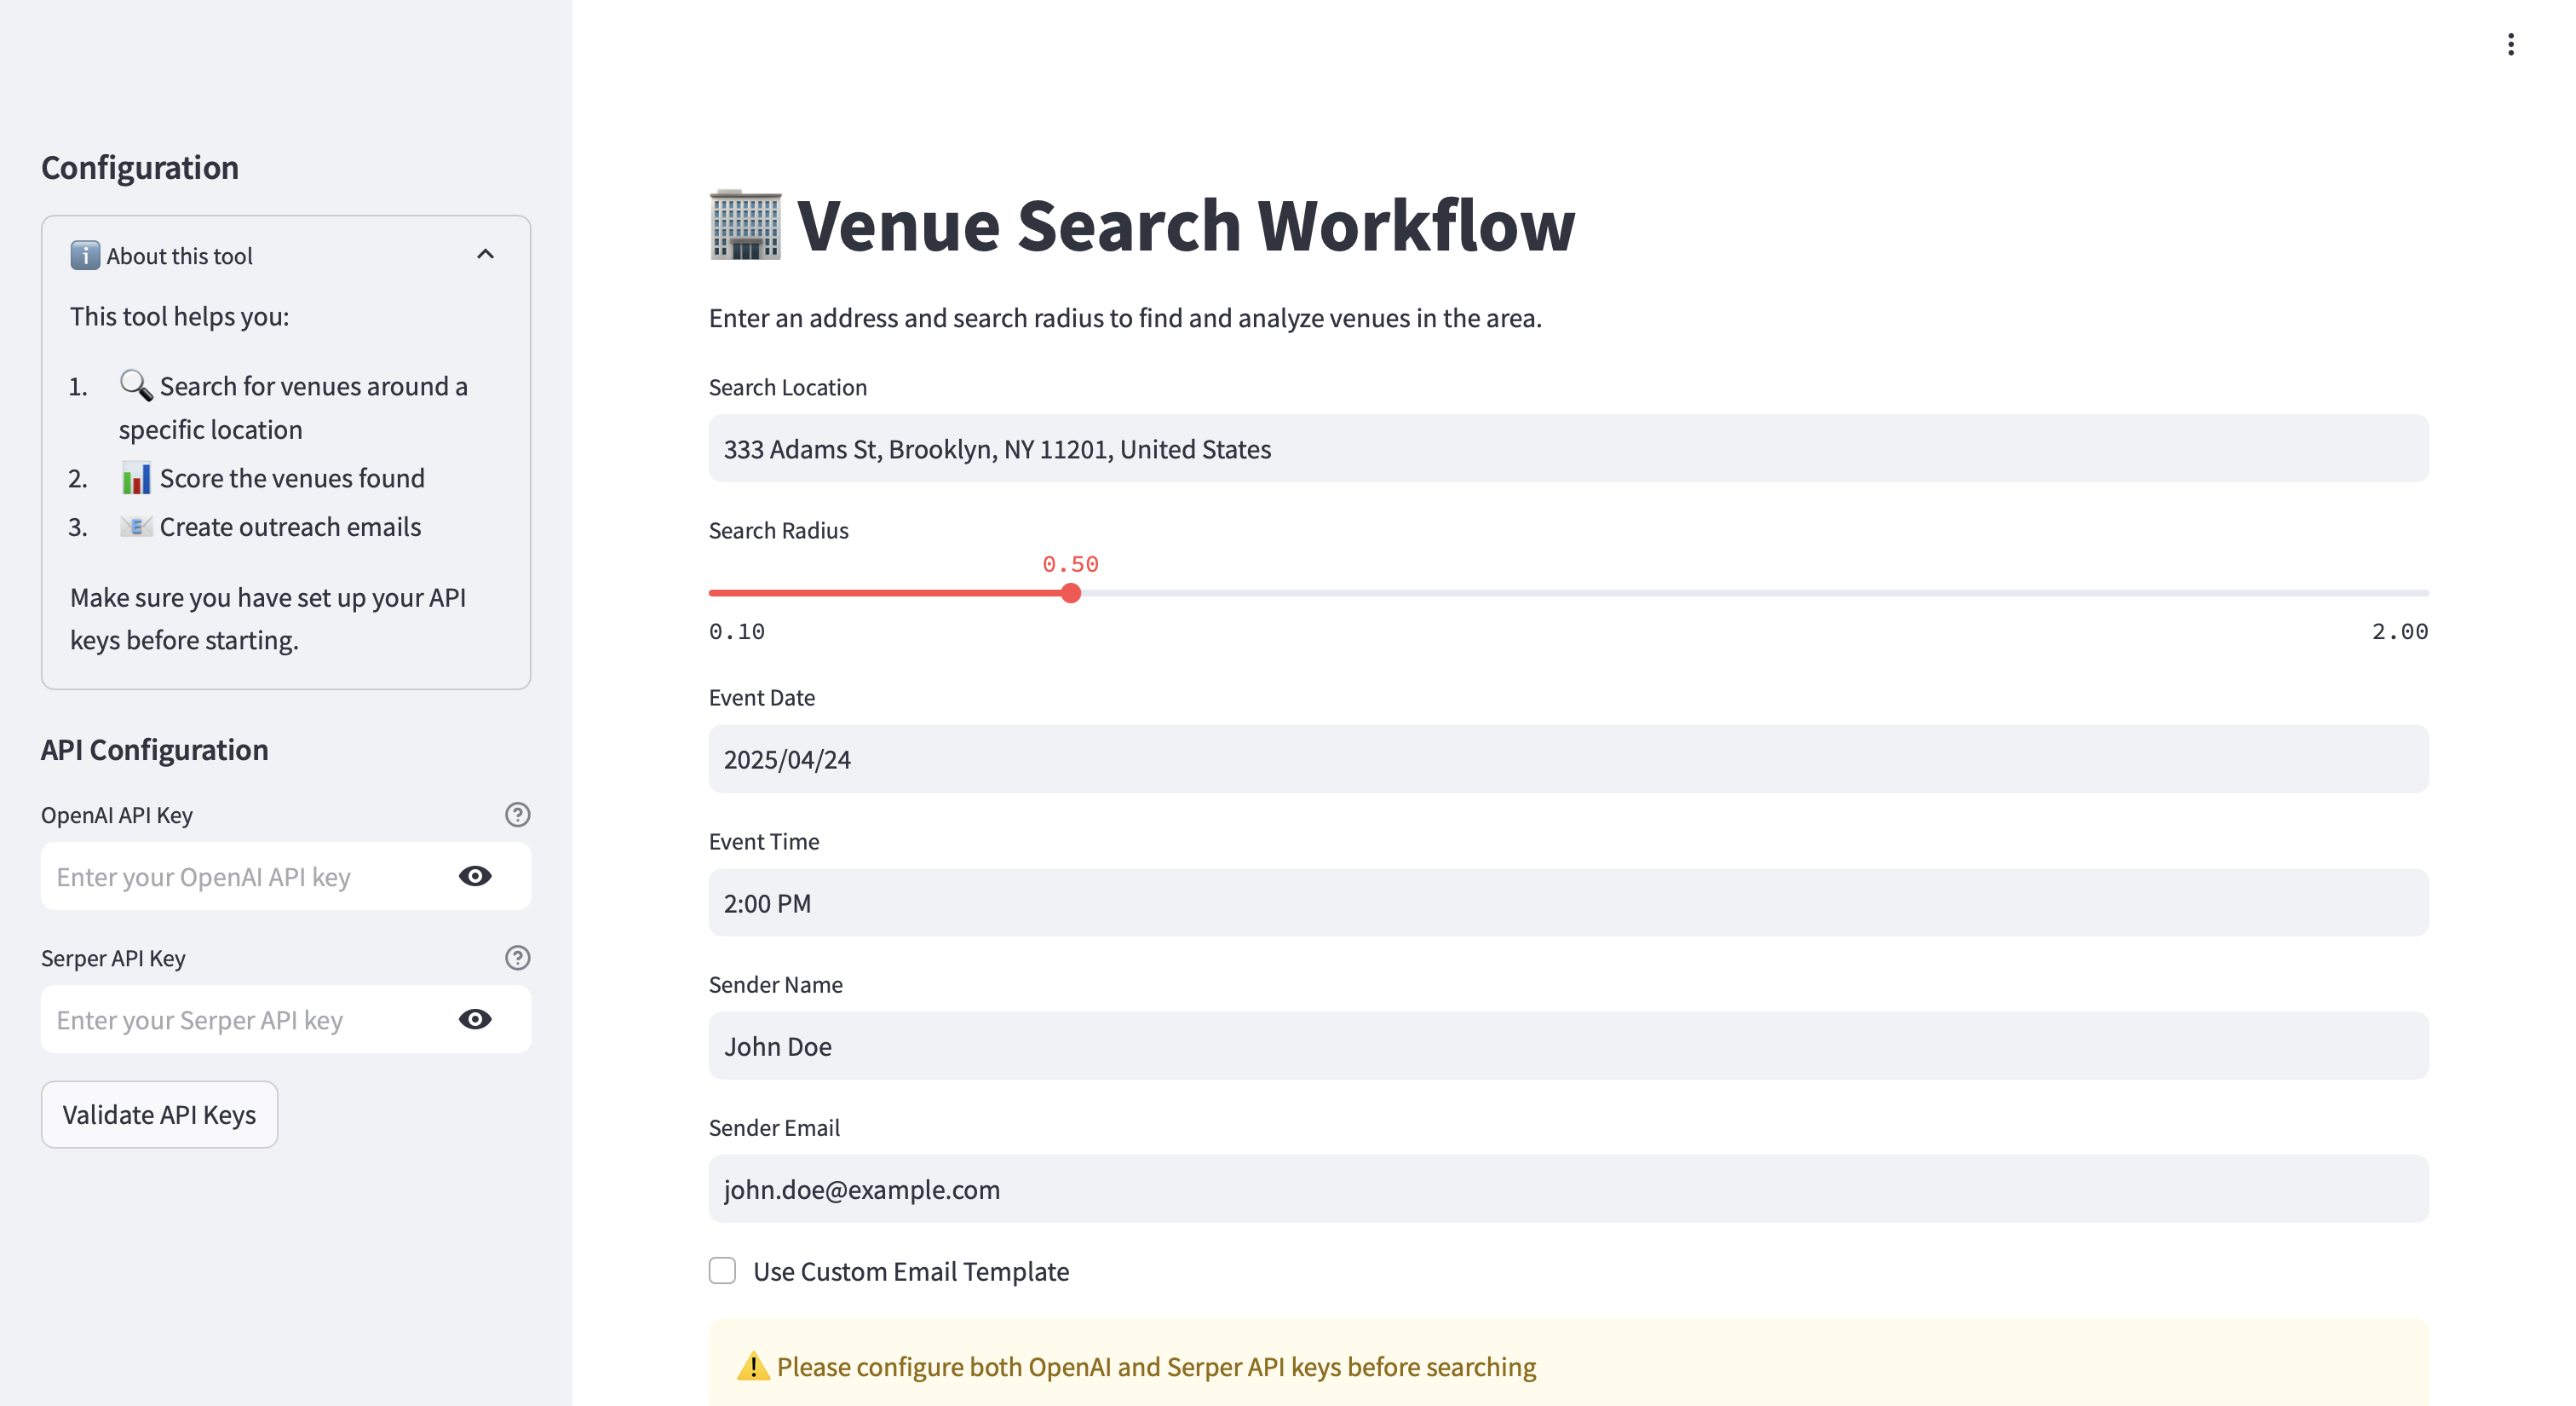 Configuration
About this tool
This tool helps you:
1. Search for venues around a
specific location
2. Score the venues found
3. Create outreach emails
Make sure you have set up your API
keys before starting.
API Configuration
OpenAI API Key
Enter your OpenAI API key
Serper API Key
Enter your Serper API key
Validate API Keys
Venue Search Workflow
Enter an address and search radius to find and analyze venues in the area.
Search Location
333 Adams St, Brooklyn, NY 11201, United States
Search Radius
0.50
0.10 2.00
Event Date
2025/04/24
Event Time
2:00 PM
Sender Name
John Doe
Sender Email
john.doe@example.com
Use Custom Email Template
Please configure both OpenAI and Serper API keys before searching